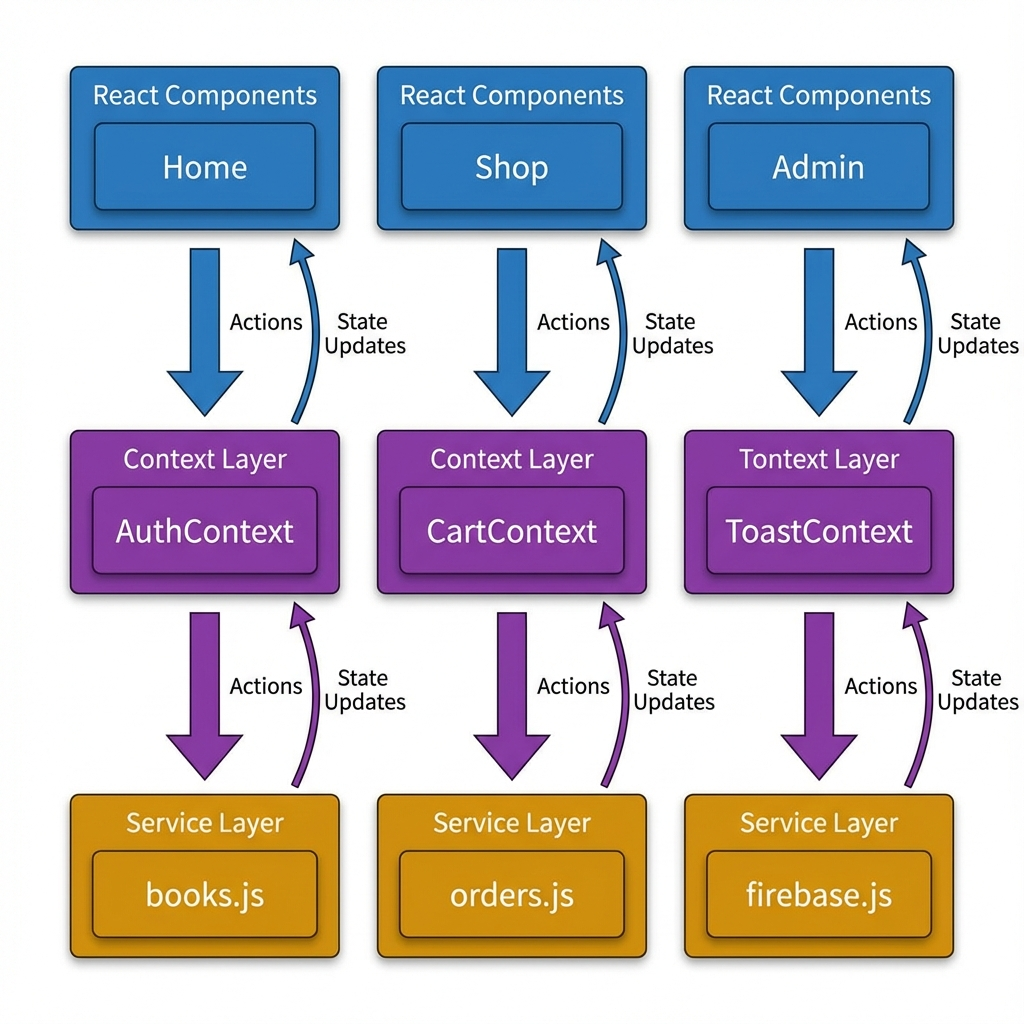 React Components
React Components
React Components
Home
Shop
Admin
Actions
State
Updates
Actions
State
Updates
Actions
State
Updates
Context Layer
Context Layer
Tontext Layer
AuthContext
CartContext
ToastContext
Actions
State
Updates
Actions
State
Updates
Actions
State
Updates
Service Layer
Service Layer
Service Layer
books.js
orders.js
firebase.js